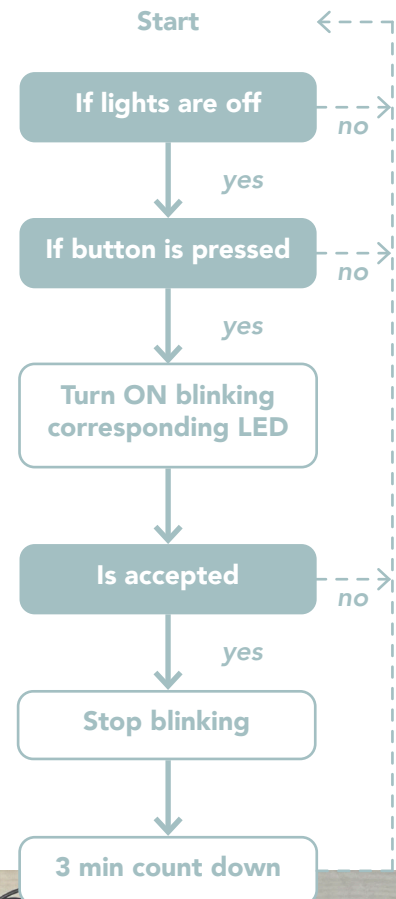 Start
If lights are off
no
yes
If button is pressed
no
yes
Turn ON blinking
corresponding LED
Is accepted
no
yes
Stop blinking
3 min count down